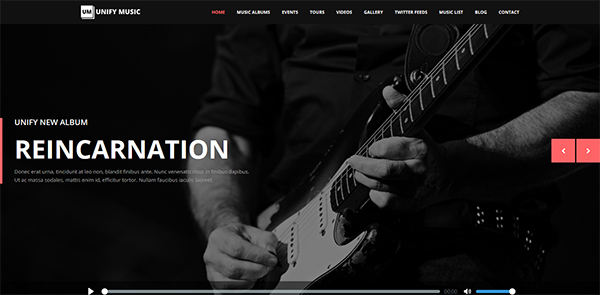 UM UNIFY MUSIC HOME MUSIC ALBUMS EVENTS TOURS VIDEOS GALLERY TWITTER FEEDS MUSIC LIST BLOG CONTACT
UNIFY NEW ALBUM
REINCARNATION
Donec erat urna, tincidunt at leo non, blandit finibus ante. Nunc venenatis risus in finibus dapibus.
Ut ac massa sodales, mattis enim id, efficitur tortor. Nullam faucibus iaculis laoreet.
00:00